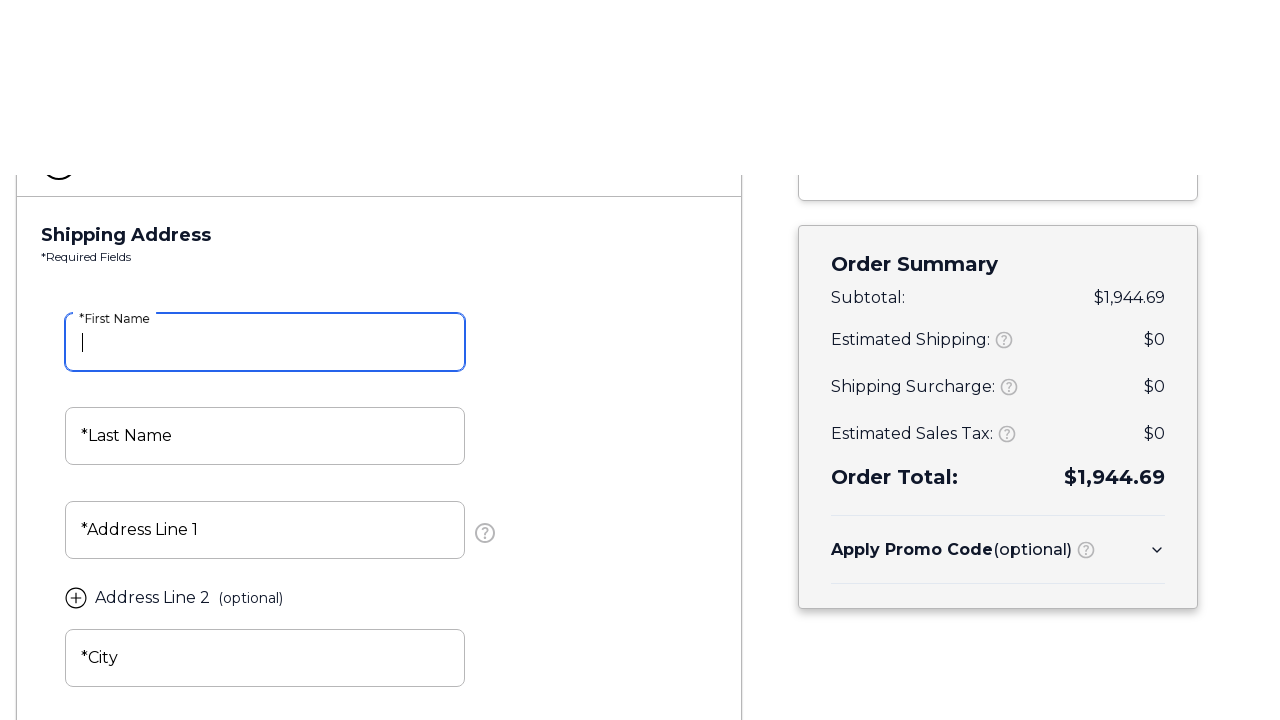 Shipping Address
*Required Fields
*First Name
*Last Name
*Address Line 1
Address Line 2 (optional)
*City
Order Summary
Subtotal: $1,944.69
Estimated Shipping: ? $0
Shipping Surcharge: ? $0
Estimated Sales Tax: ? $0
Order Total: $1,944.69
Apply Promo Code(optional) ?